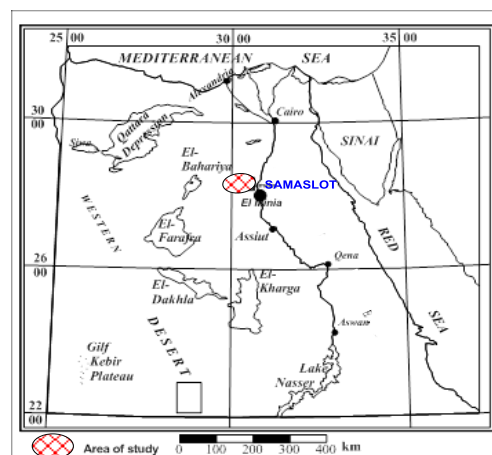 25 00
30 00
35 00
MEDITERRANEAN SEA
Alexandria
30
00
Cairo
Siwa
Qattara
Depression
SINAI
El-
Bahariya
SAMASLOT
El minia
WESTERN
El-
Farafra
Assiut
RED
Qena
26
00
El-
Dakhla
El-
Kharga
SEA
DESERT
Aswan
Gilf
Kebir
Plateau
Lake
Nasser
22
00
Area of study
0 100 200 300 400 km